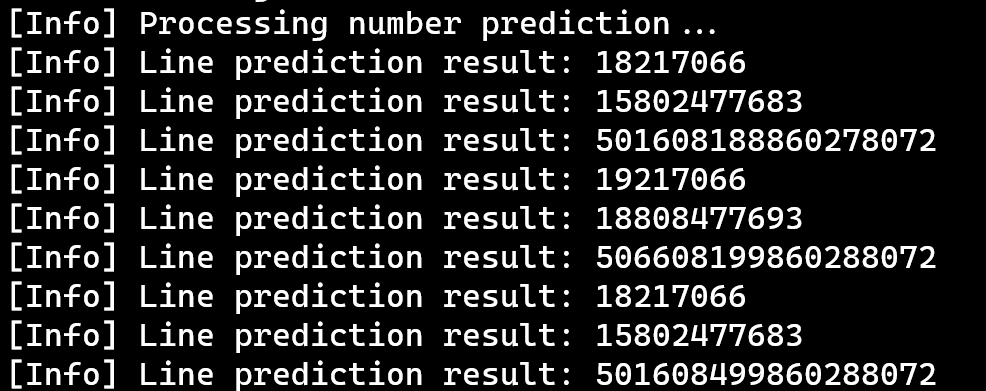 [Info] Processing number prediction...
[Info] Line prediction result: 18217066
[Info] Line prediction result: 15802477683
[Info] Line prediction result: 501608188860278072
[Info] Line prediction result: 19217066
[Info] Line prediction result: 18808477693
[Info] Line prediction result: 506608199860288072
[Info] Line prediction result: 18217066
[Info] Line prediction result: 15802477683
[Info] Line prediction result: 501608499860288072